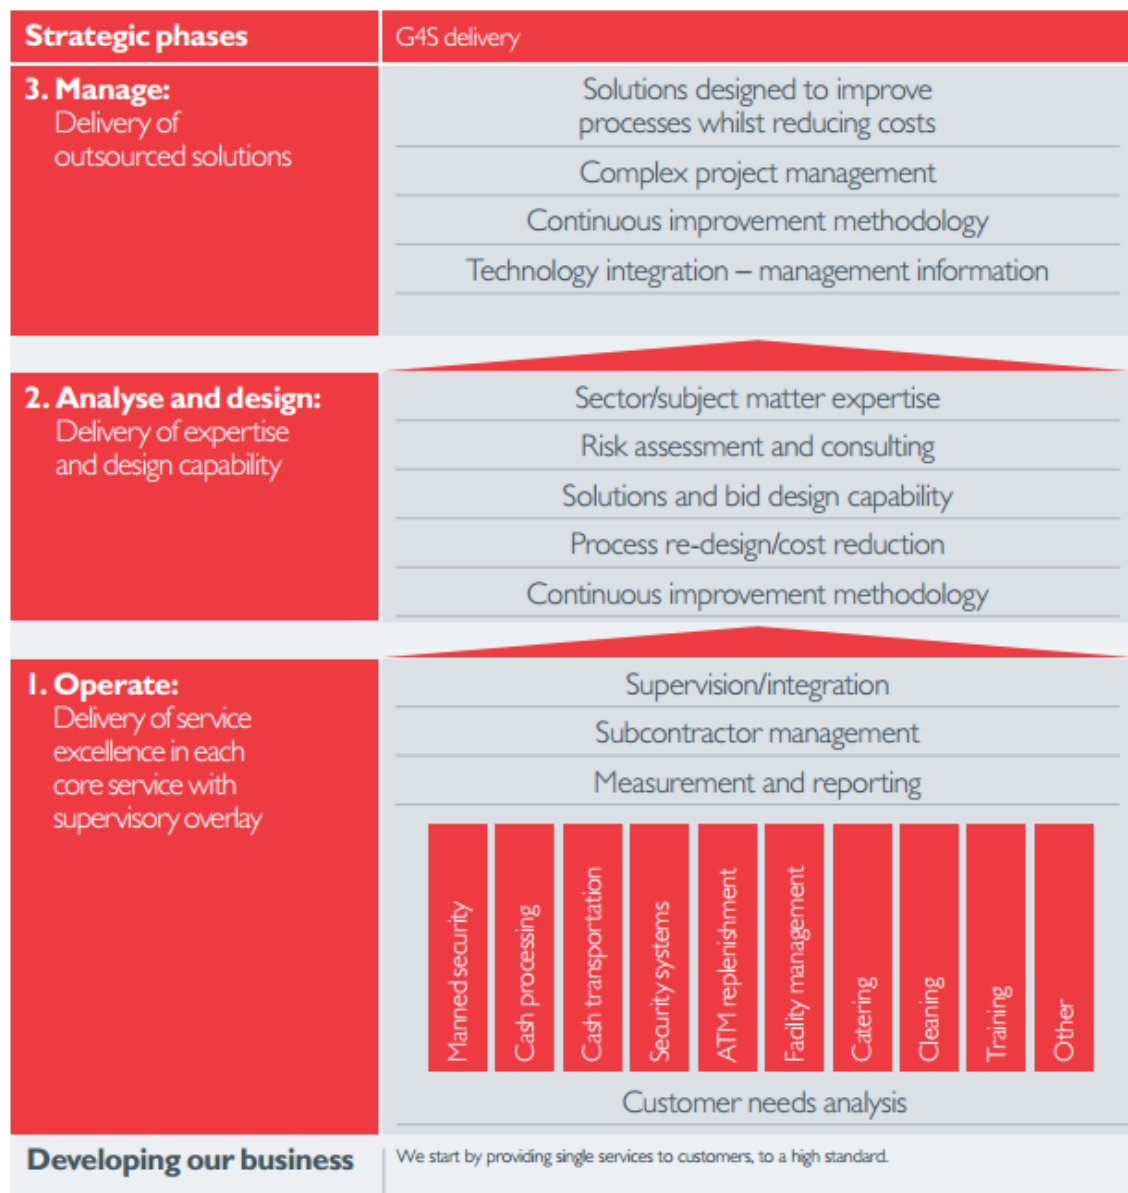 Strategic phases
G4S delivery
3. Manage:
Delivery of
outsourced solutions
Solutions designed to improve
processes whilst reducing costs
Complex project management
Continuous improvement methodology
Technology integration – management information
2. Analyse and design:
Delivery of expertise
and design capability
Sector/subject matter expertise
Risk assessment and consulting
Solutions and bid design capability
Process re-design/cost reduction
Continuous improvement methodology
1. Operate:
Delivery of service
excellence in each
core service with
supervisory overlay
Supervision/integration
Subcontractor management
Measurement and reporting
Manned security
Cash processing
Cash transportation
Security systems
ATM replenishment
Facility management
Catering
Cleaning
Training
Other
Customer needs analysis
Developing our business
We start by providing single services to customers, to a high standard.